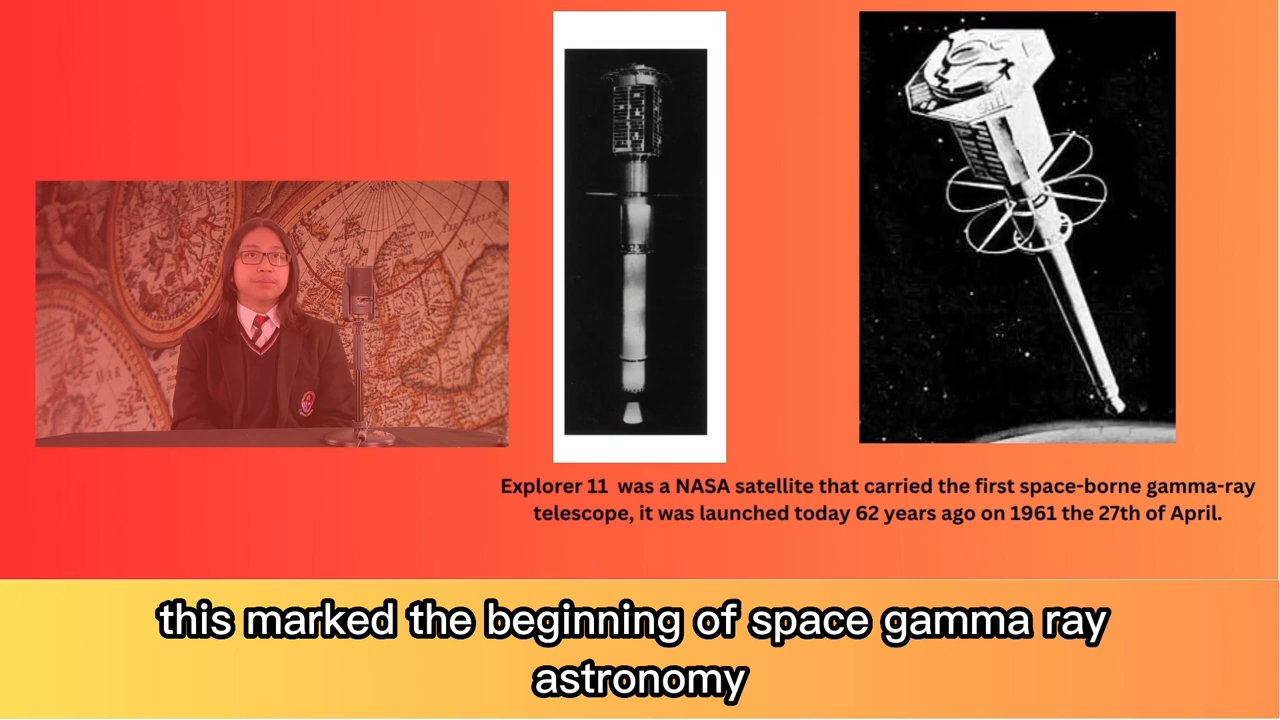 Explorer 11  was a NASA satellite that carried the first space-borne gamma-ray
telescope, it was launched today 62 years ago on 1961 the 27th of April.
this marked the beginning of space gamma ray
astronomy